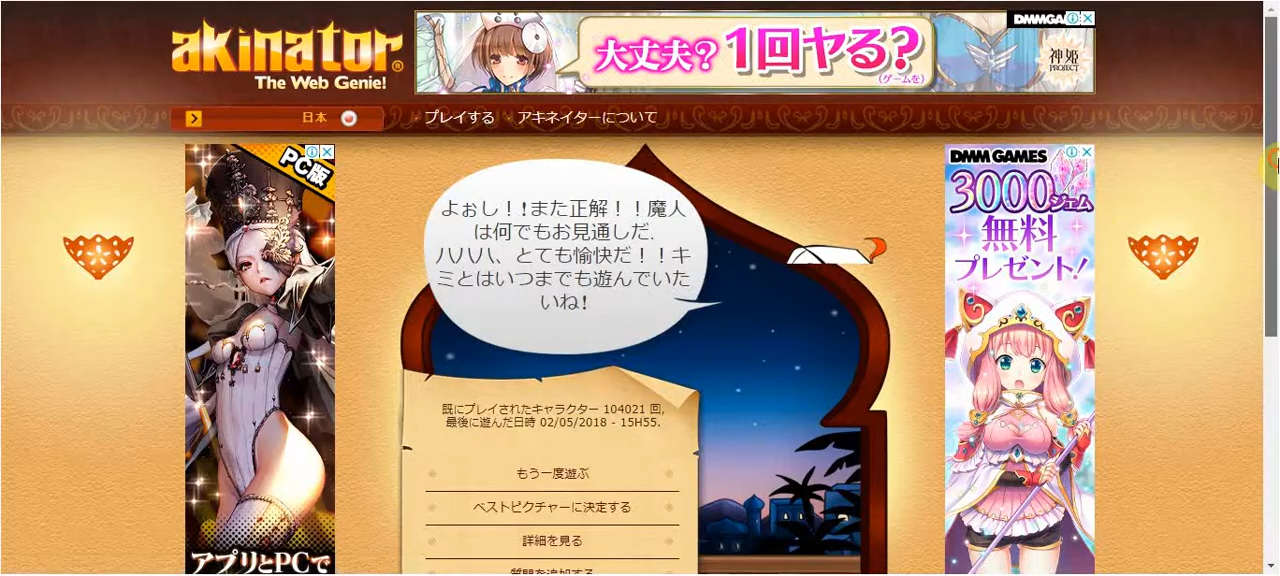 akinator®
The Web Genie!
大丈夫? 1回ヤる?
(ゲームを)
神姫
PROJECT
日本
・プレイする ・アキネイターについて
PC版
アプリとPCで
よぉし！！また正解！！魔人
は何でもお見通しだ.
ハハハ、とても愉快だ！！キ
ミとはいつまでも遊んでいた
いね！
既にプレイされたキャラクター 104021 回,
最後に遊んだ日時 02/05/2018 - 15H55.
もう一度遊ぶ
ベストピクチャーに決定する
詳細を見る
質問を追加する
DMM GAMES
3000ジェム
無料
プレゼント!